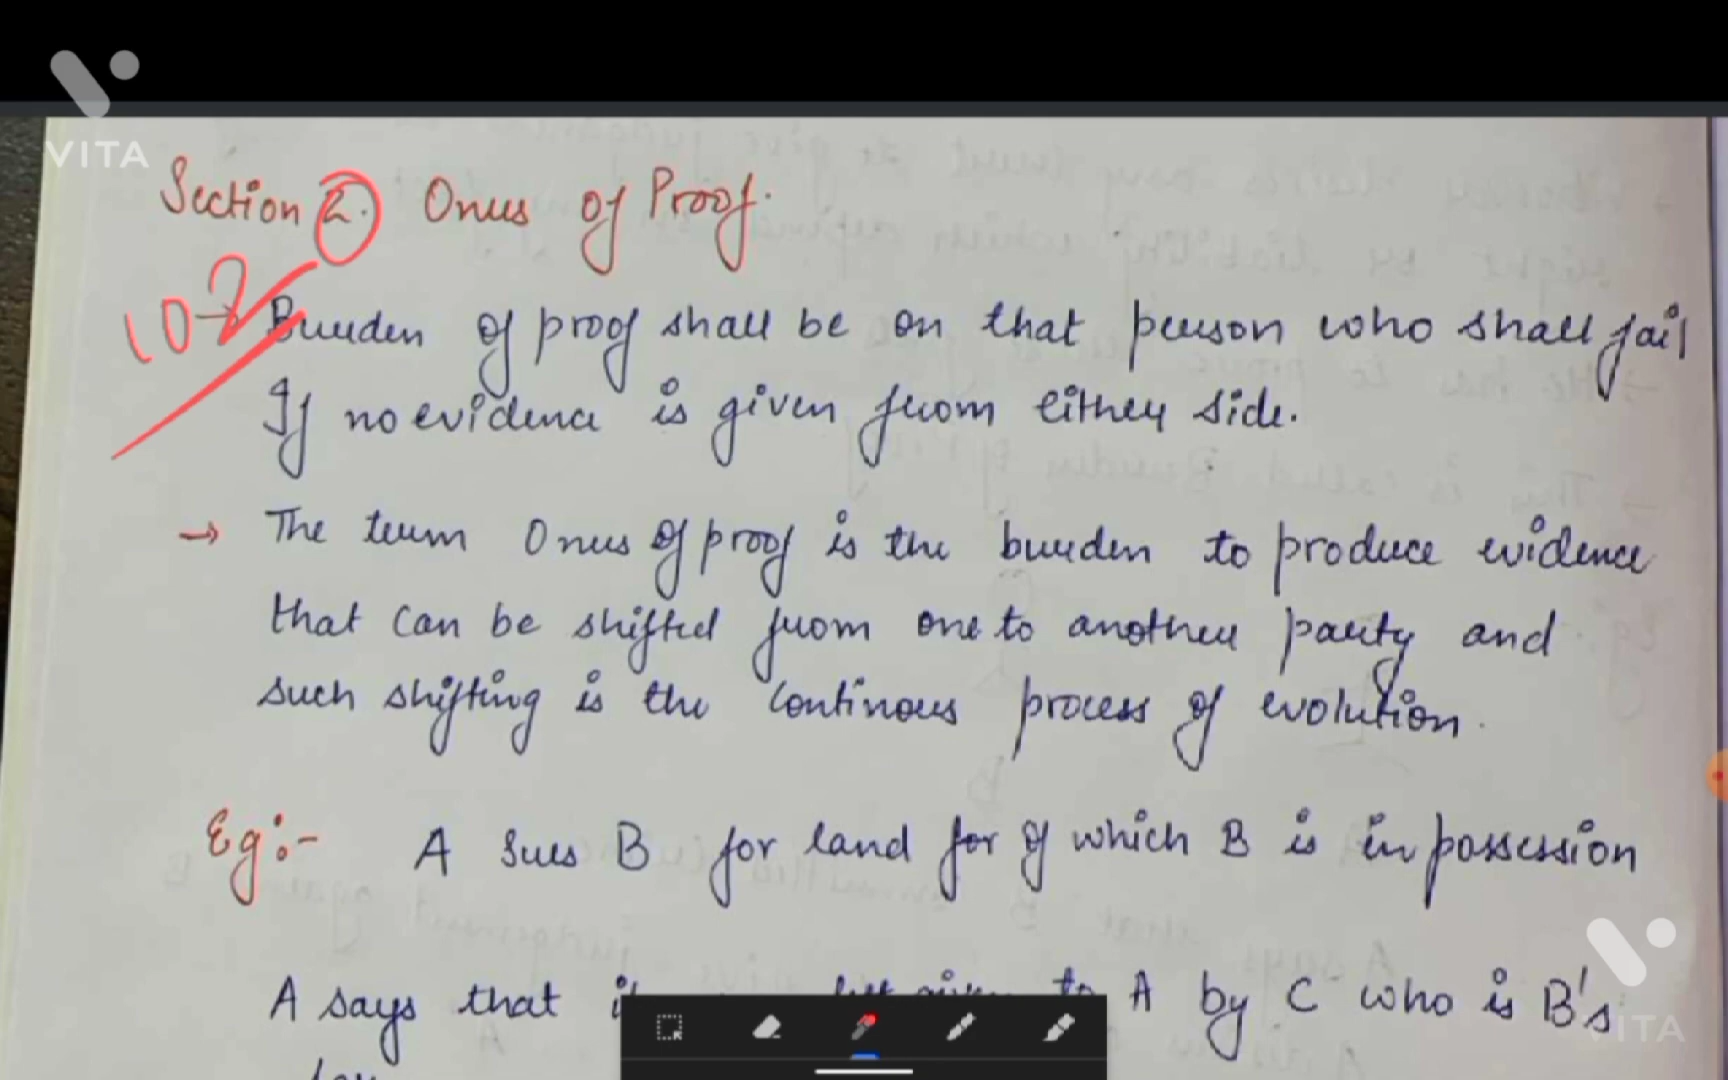 VITA
Section 2. Onus of Proof.
102
→ Burden of proof shall be on that person who shall fail
If no evidence is given from either side.
→ The term Onus of proof is the burden to produce evidence
that can be shifted from one to another party and
such shifting is the continous process of evolution.
Eg:- A sues B for land for of which B is in possession
A says that it to A by C who is B's
VITA